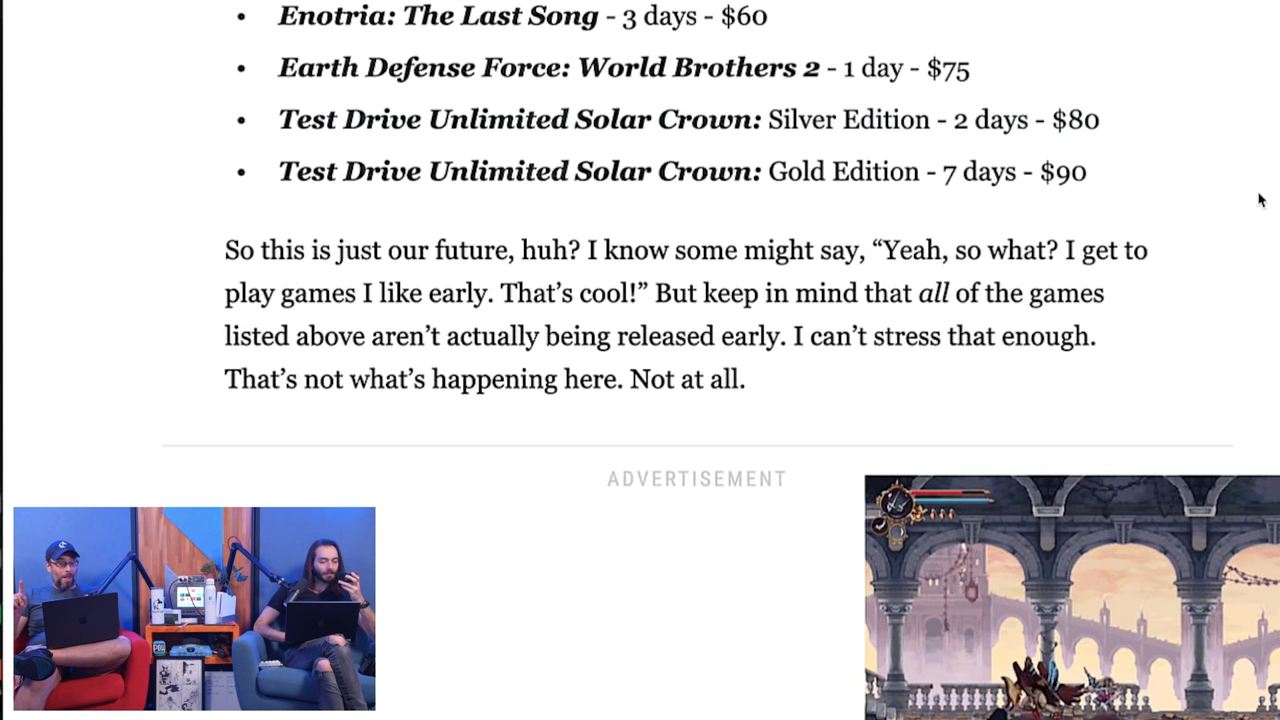 • Enotria: The Last Song - 3 days - $60
• Earth Defense Force: World Brothers 2 - 1 day - $75
• Test Drive Unlimited Solar Crown: Silver Edition - 2 days - $80
• Test Drive Unlimited Solar Crown: Gold Edition - 7 days - $90
So this is just our future, huh? I know some might say, “Yeah, so what? I get to
play games I like early. That’s cool!” But keep in mind that all of the games
listed above aren’t actually being released early. I can’t stress that enough.
That’s not what’s happening here. Not at all.
ADVERTISEMENT